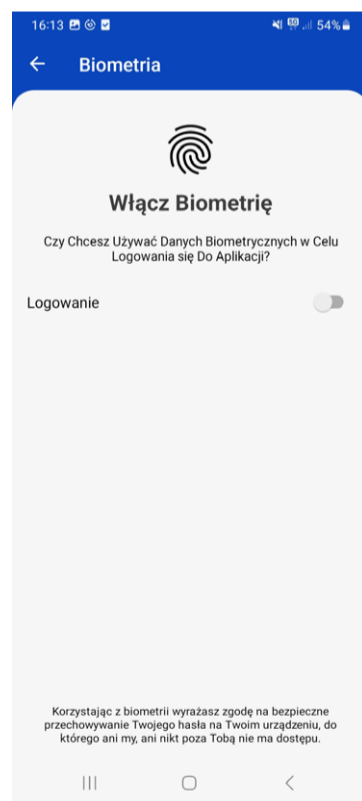 16:13 54%
Biometria
Włącz Biometrię
Czy Chcesz Używać Danych Biometrycznych w Celu
Logowania się Do Aplikacji?
Logowanie
Korzystając z biometrii wyrażasz zgodę na bezpieczne
przechowywanie Twojego hasła na Twoim urządzeniu, do
którego ani my, ani nikt poza Tobą nie ma dostępu.